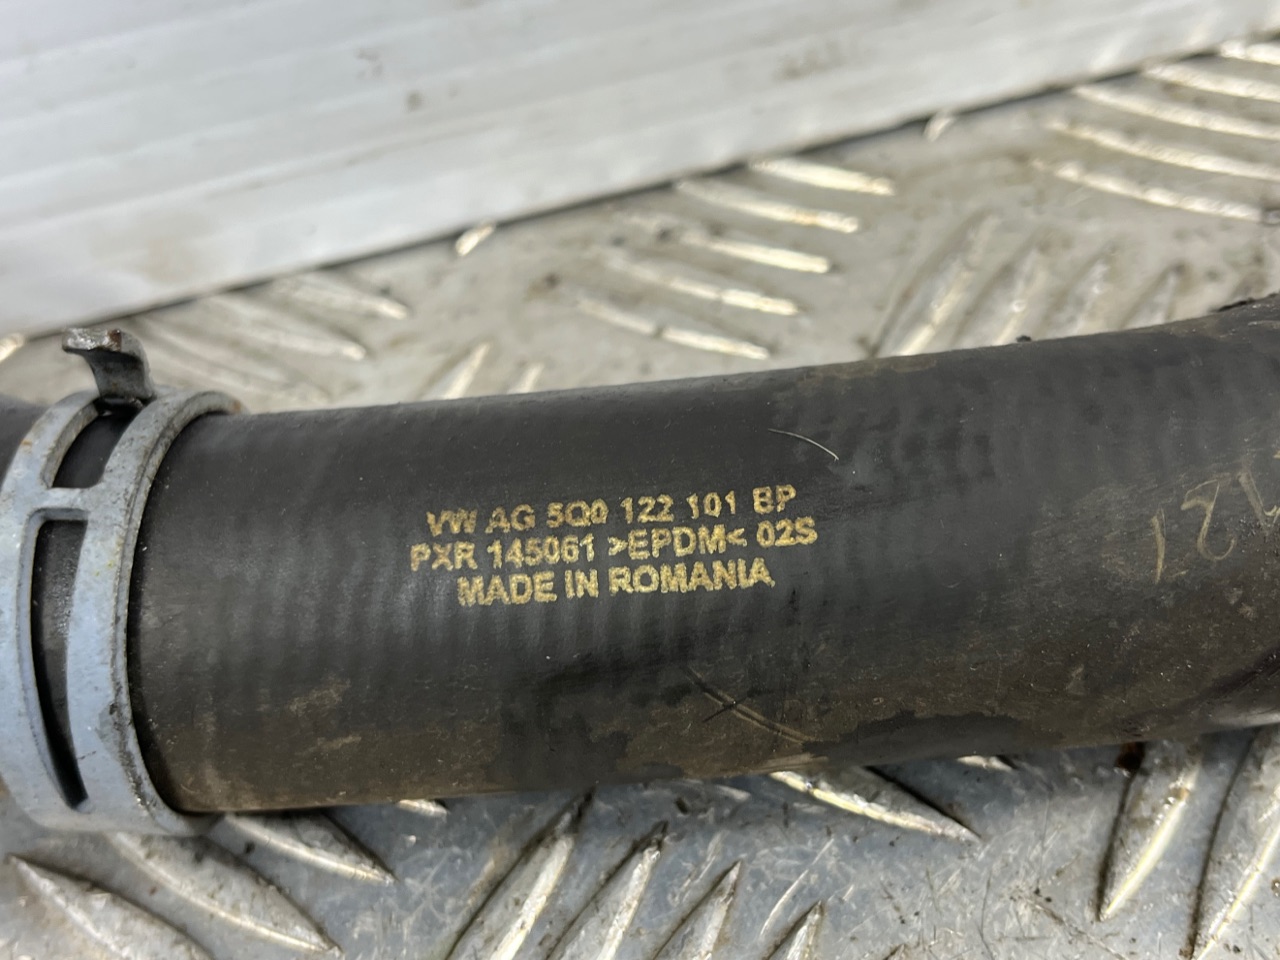 VW AG 5Q0 122 101 BP
PXR 145061 >EPDM< 02S
MADE IN ROMANIA